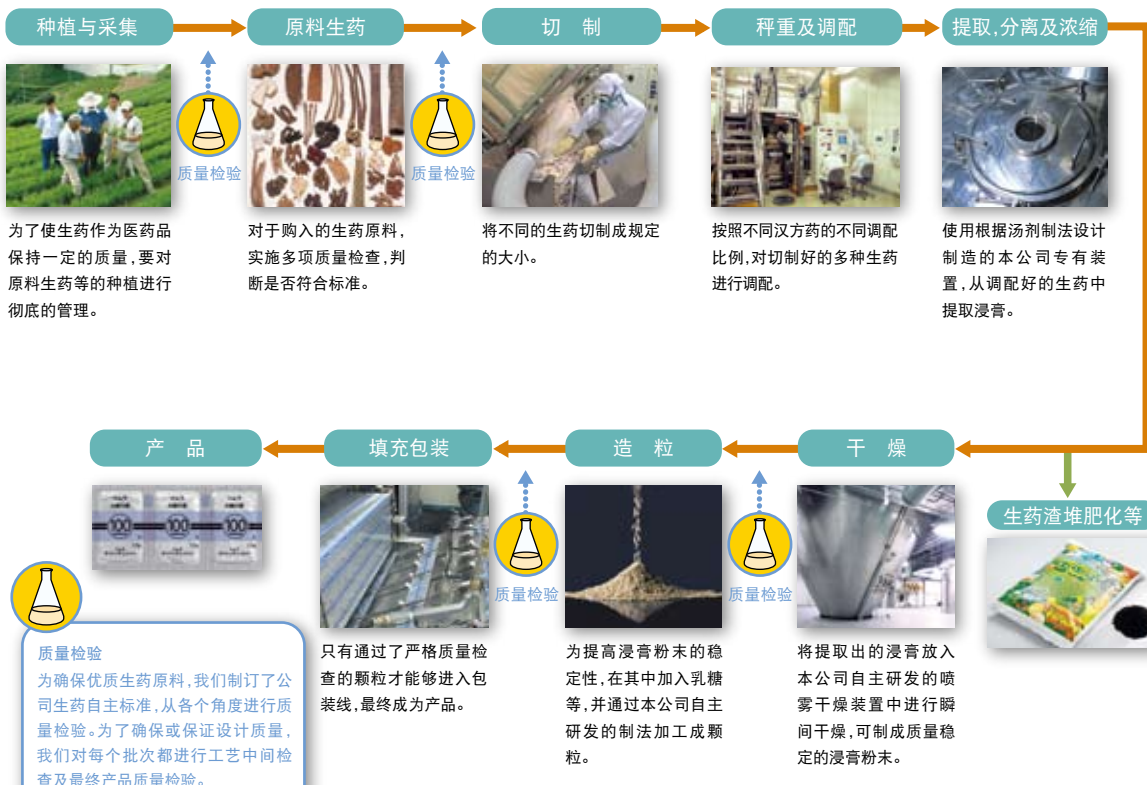 种植与采集
原料生药
切 制
秤重及调配
提取,分离及浓缩
质量检验
质量检验
为了使生药作为医药品
保持一定的质量,要对
原料生药等的种植进行
彻底的管理。
对于购入的生药原料,
实施多项质量检查,判
断是否符合标准。
将不同的生药切制成规定
的大小。
按照不同汉方药的不同调配
比例,对切制好的多种生药
进行调配。
使用根据汤剂制法设计
制造的本公司专有装
置,从调配好的生药中
提取浸膏。
产 品
填充包装
造 粒
干 燥
生药渣堆肥化等
100
100
100
质量检验
质量检验
只有通过了严格质量检
查的颗粒才能够进入包
装线,最终成为产品。
为提高浸膏粉末的稳
定性,在其中加入乳糖
等,并通过本公司自主
研发的制法加工成颗
粒。
将提取出的浸膏放入
本公司自主研发的喷
雾干燥装置中进行瞬
间干燥,可制成质量稳
定的浸膏粉末。
质量检验
为确保优质生药原料,我们制订了公
司生药自主标准,从各个角度进行质
量检验。为了确保或保证设计质量,
我们对每个批次都进行工艺中间检
查及最终产品质量检验。